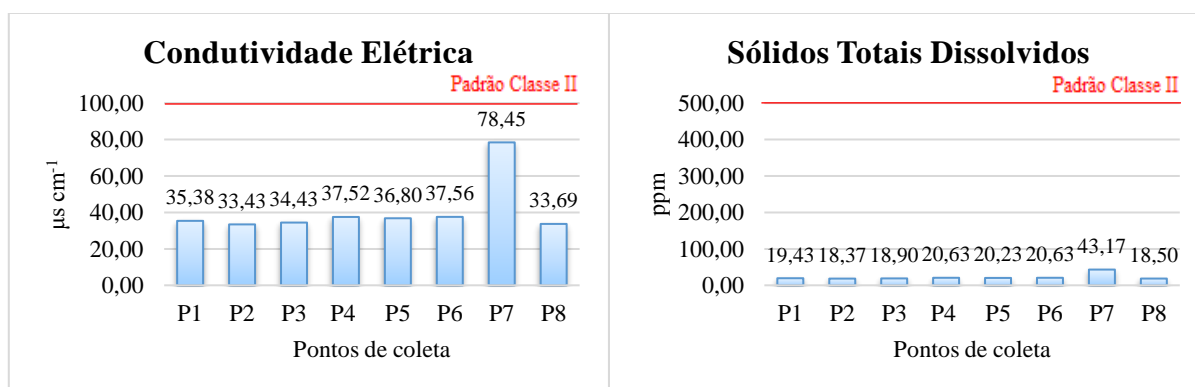 Condutividade Elétrica
Padrão Classe II
100,00
80,00
60,00
40,00
20,00
0,00
µs cm-1
35,38 33,43 34,43 37,52 36,80 37,56 78,45 33,69
P1 P2 P3 P4 P5 P6 P7 P8
Pontos de coleta
Sólidos Totais Dissolvidos
Padrão Classe II
500,00
400,00
300,00
200,00
100,00
0,00
ppm
19,43 18,37 18,90 20,63 20,23 20,63 43,17 18,50
P1 P2 P3 P4 P5 P6 P7 P8
Pontos de coleta